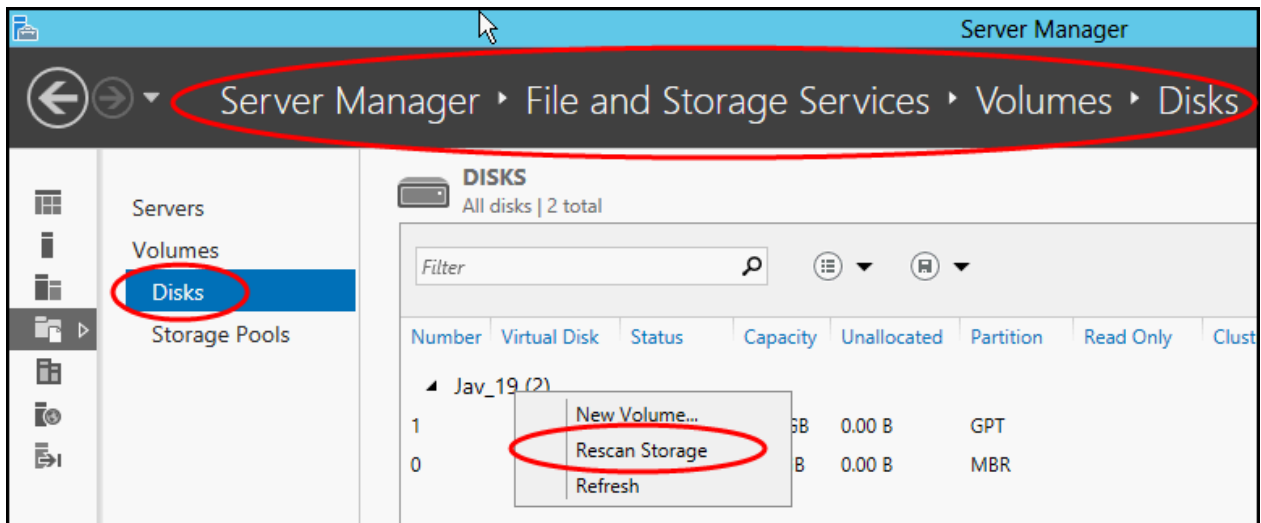 Server Manager
Server Manager ‣ File and Storage Services ‣ Volumes ‣ Disks
Servers
Volumes
Disks
Storage Pools
DISKS
All disks | 2 total
Filter
Number Virtual Disk Status Capacity Unallocated Partition Read Only Clust
Jav_19 (2)
1 GB 0.00 B GPT
0 B 0.00 B MBR
New Volume...
Rescan Storage
Refresh